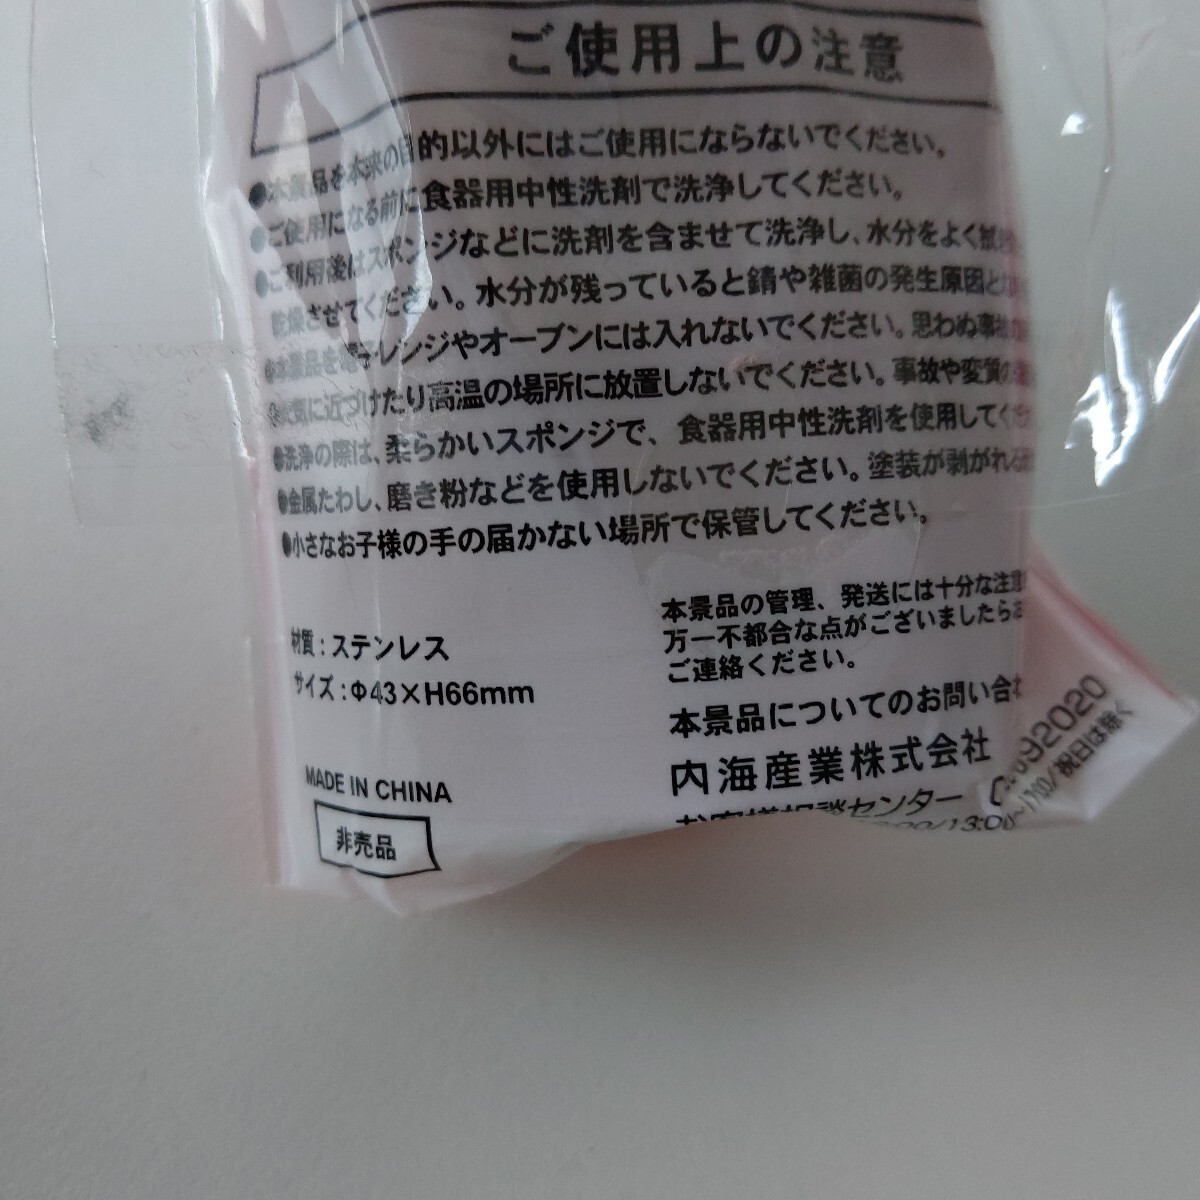 ご使用上の注意
●本景品を本来の目的以外にはご使用にならないでください。
●ご使用になる前に食器用中性洗剤で洗浄してください。
●ご利用後はスポンジなどに洗剤を含ませて洗浄し、水分をよく
乾燥させてください。水分が残っていると錆や雑菌の発生原因と
●本景品を電子レンジやオーブンには入れないでください。思わぬ事故
●火気に近づけたり高温の場所に放置しないでください。事故や変質の
●洗浄の際は、柔らかいスポンジで、食器用中性洗剤を使用してくだ
●金属たわし、磨き粉などを使用しないでください。塗装が剥がれる
●小さなお子様の手の届かない場所で保管してください。
材質：ステンレス
サイズ：Φ43×H66mm
MADE IN CHINA
非売品
本景品の管理、発送には十分な注意
万一不都合な点がございましたらお
ご連絡ください。
本景品についてのお問い合わ
内海産業株式会社
お客様相談センター
092020
/13:00~17:00/祝日は除く